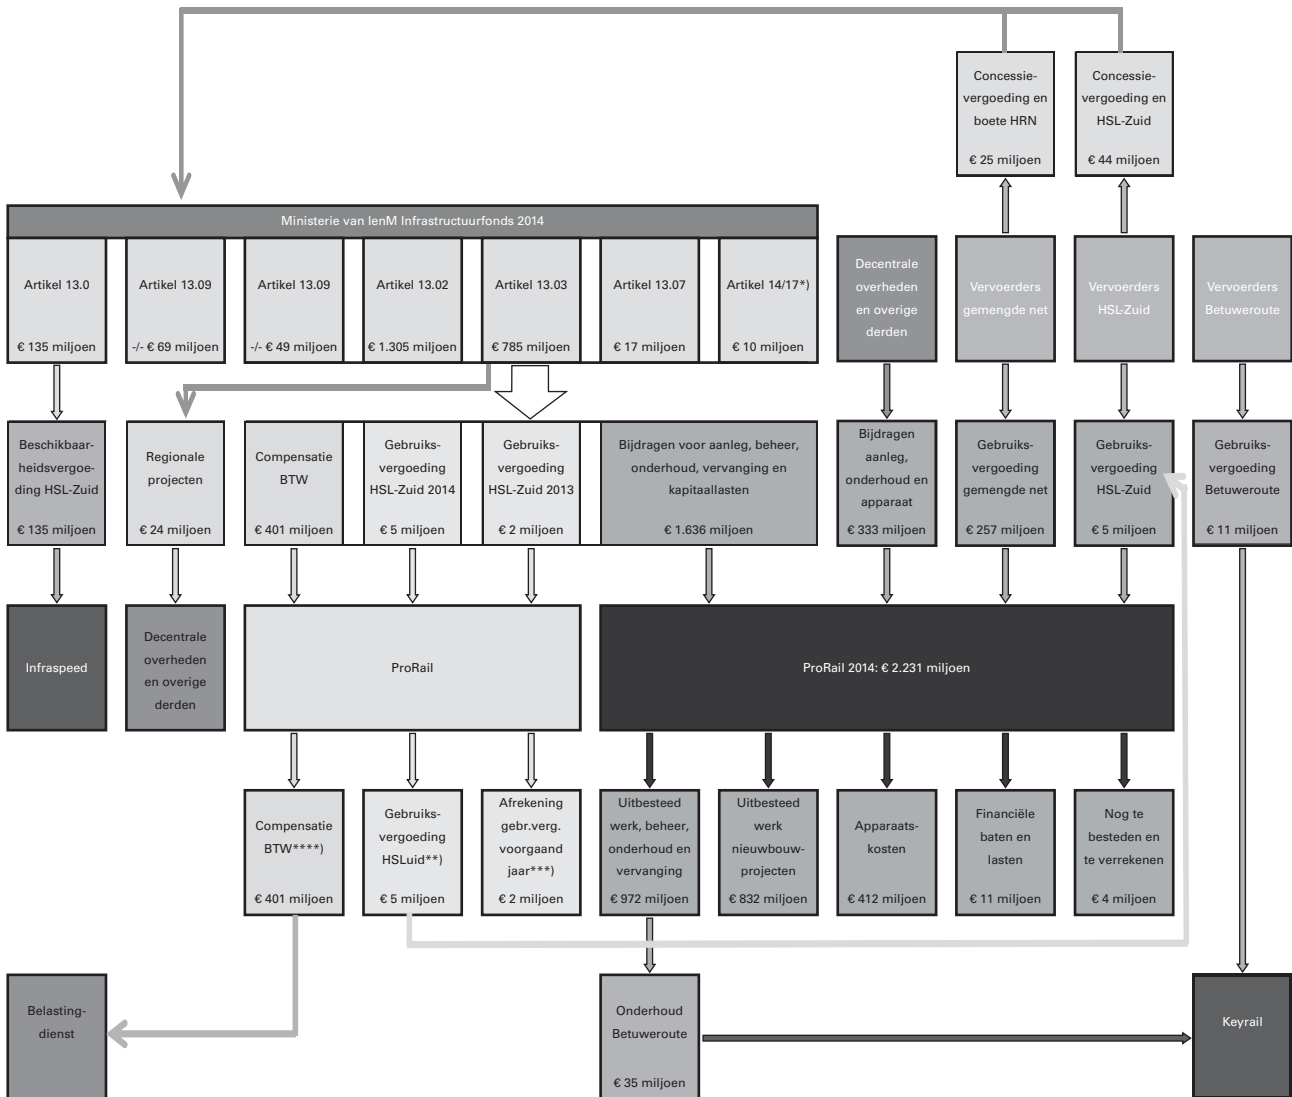 Concessie-
vergoeding en
boete HRN
€ 25 miljoen
Concessie-
vergoeding en
HSL-Zuid
€ 44 miljoen
Ministerie van IenM Infrastructuurfonds 2014
Artikel 13.0
€ 135 miljoen
Artikel 13.09
-/- € 69 miljoen
Artikel 13.09
-/- € 49 miljoen
Artikel 13.02
€ 1.305 miljoen
Artikel 13.03
€ 785 miljoen
Artikel 13.07
€ 17 miljoen
Artikel 14/17*)
€ 10 miljoen
Decentrale
overheden
en overige
derden
Vervoerders
gemengde net
Vervoerders
HSL-Zuid
Vervoerders
Betuweroute
Beschikbaar-
heidsvergoe-
ding HSL-Zuid
€ 135 miljoen
Regionale
projecten
€ 24 miljoen
Compensatie
BTW
€ 401 miljoen
Gebruiks-
vergoeding
HSL-Zuid 2014
€ 5 miljoen
Gebruiks-
vergoeding
HSL-Zuid 2013
€ 2 miljoen
Bijdragen voor aanleg, beheer,
onderhoud, vervanging en
kapitaallasten
€ 1.636 miljoen
Bijdragen
aanleg,
onderhoud en
apparaat
€ 333 miljoen
Gebruiks-
vergoeding
gemengde net
€ 257 miljoen
Gebruiks-
vergoeding
HSL-Zuid
€ 5 miljoen
Gebruiks-
vergoeding
Betuweroute
€ 11 miljoen
Infraspeed
Decentrale
overheden
en overige
derden
ProRail
ProRail 2014: € 2.231 miljoen
Compensatie
BTW****)
€ 401 miljoen
Gebruiks-
vergoeding
HSLuid**)
€ 5 miljoen
Afrekening
gebr.verg.
voorgaand
jaar***)
€ 2 miljoen
Uitbesteed
werk, beheer,
onderhoud en
vervanging
€ 972 miljoen
Uitbesteed
werk
nieuwbouw-
projecten
€ 832 miljoen
Apparaats-
kosten
€ 412 miljoen
Financiële
baten en
lasten
€ 11 miljoen
Nog te
besteden en
te verrekenen
€ 4 miljoen
Belasting-
dienst
Onderhoud
Betuweroute
€ 35 miljoen
Keyrail